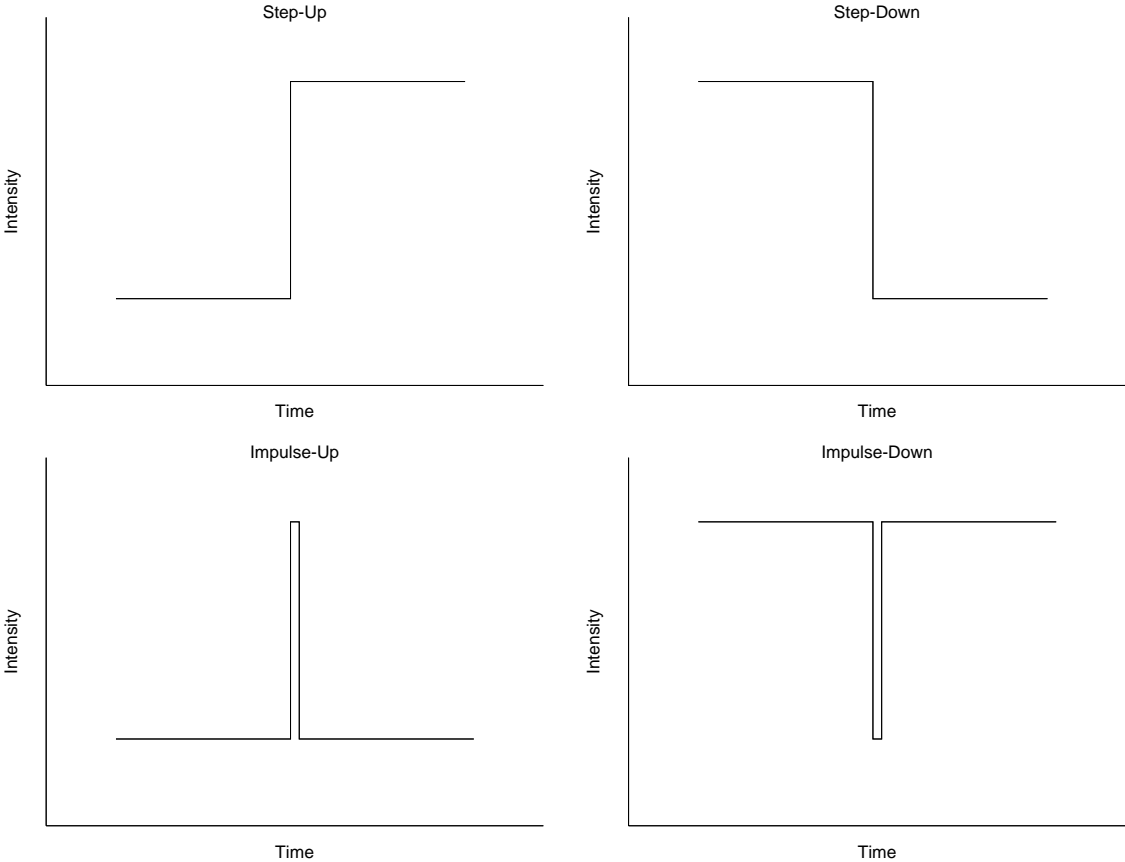 Step-Up
Step-Down
Intensity
Intensity
Time
Time
Impulse-Up
Impulse-Down
Intensity
Intensity
Time
Time